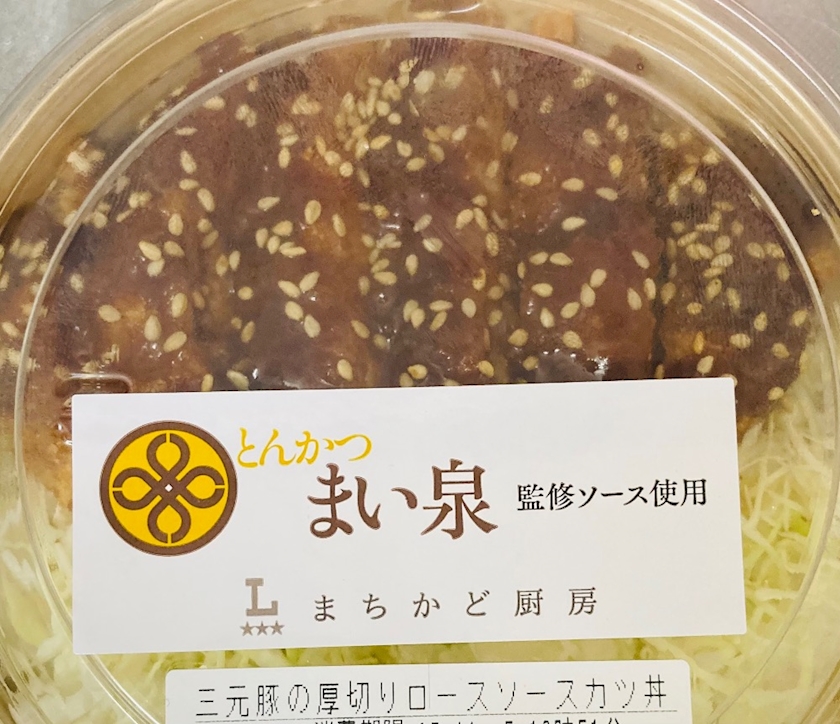 とんかつ
まい泉 監修ソース使用
L まちかど厨房
★★★
三元豚の厚切りロースソースカツ丼